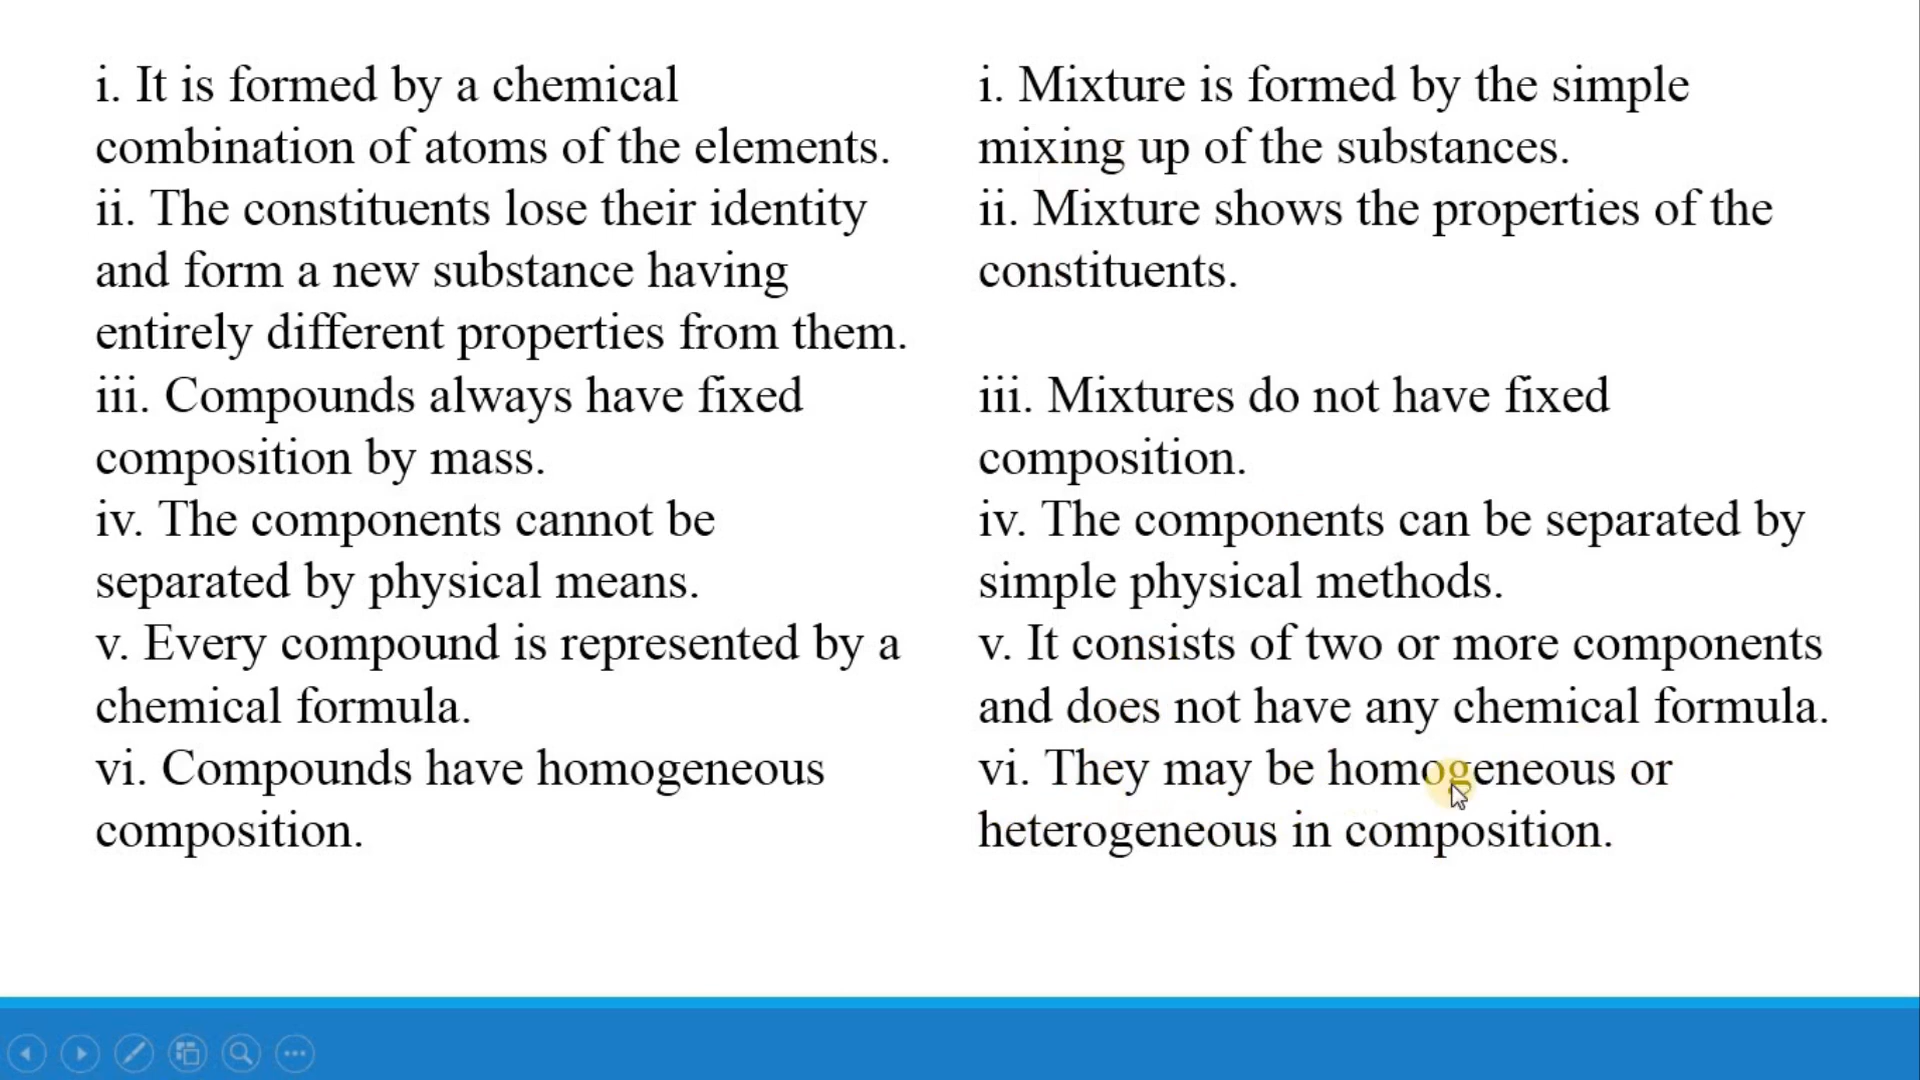 i. It is formed by a chemical
combination of atoms of the elements.
ii. The constituents lose their identity
and form a new substance having
entirely different properties from them.
iii. Compounds always have fixed
composition by mass.
iv. The components cannot be
separated by physical means.
v. Every compound is represented by a
chemical formula.
vi. Compounds have homogeneous
composition.
i. Mixture is formed by the simple
mixing up of the substances.
ii. Mixture shows the properties of the
constituents.
iii. Mixtures do not have fixed
composition.
iv. The components can be separated by
simple physical methods.
v. It consists of two or more components
and does not have any chemical formula.
vi. They may be homogeneous or
heterogeneous in composition.